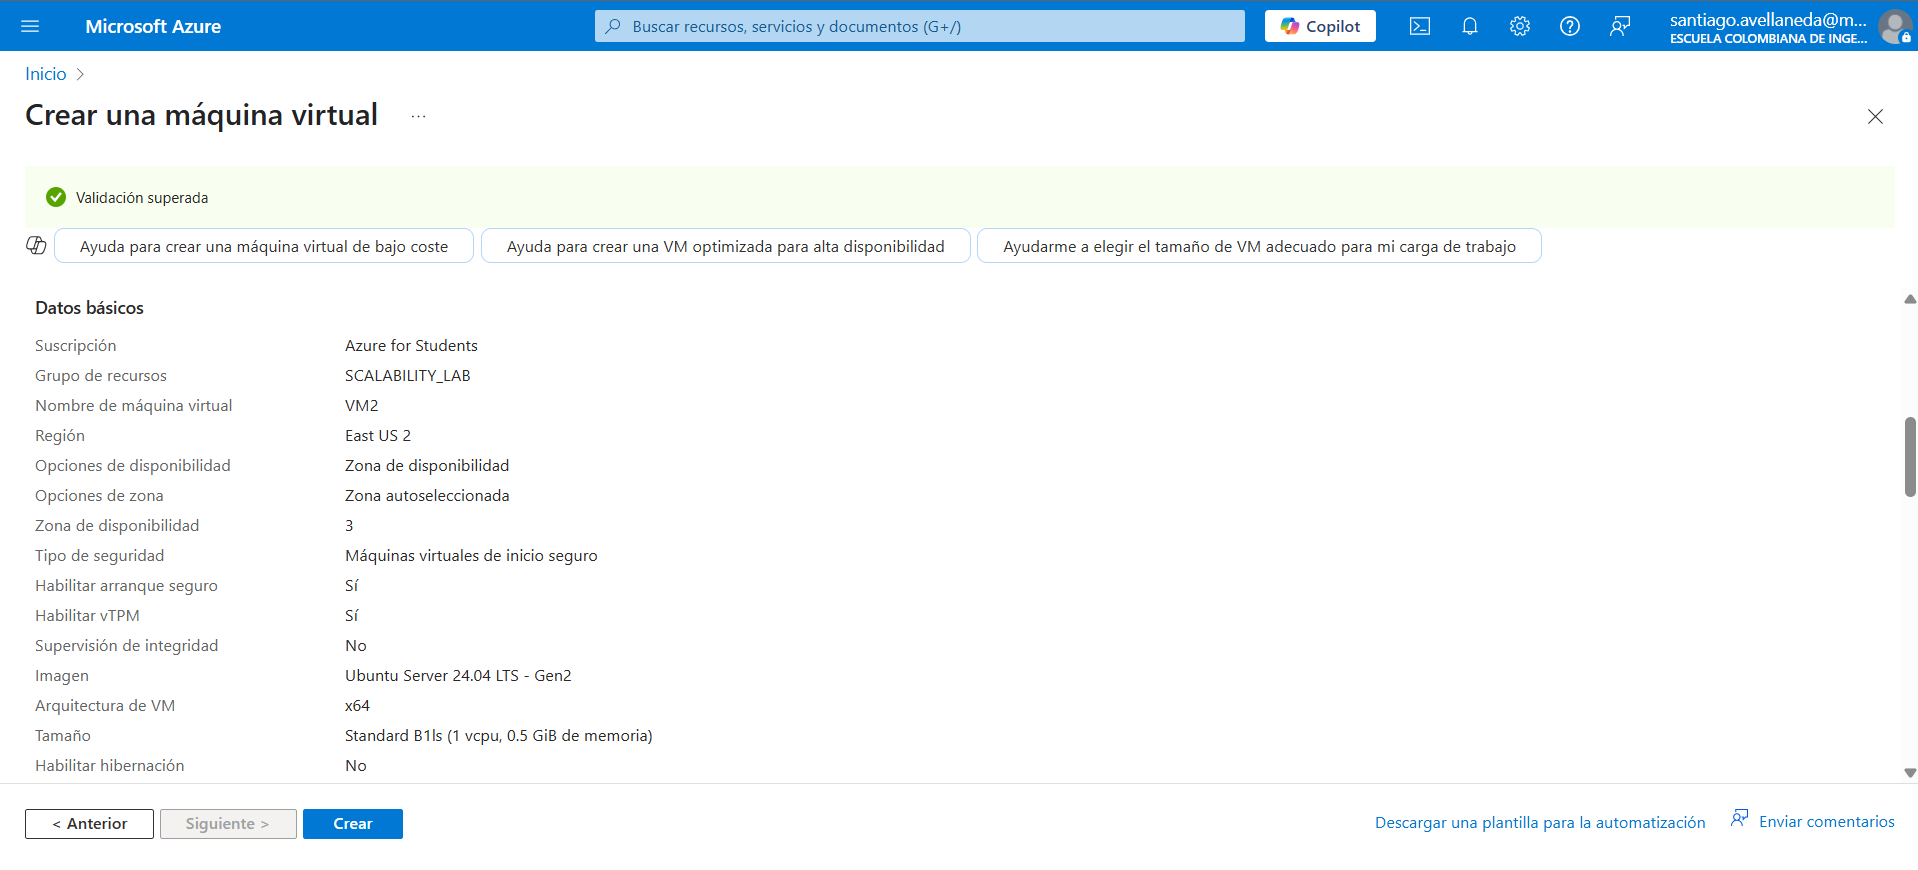 Microsoft Azure
Buscar recursos, servicios y documentos (G+/)
Copilot
santiago.avellaneda@m...
ESCUELA COLOMBIANA DE INGE...
Inicio >
Crear una máquina virtual ...
Validación superada
Ayuda para crear una máquina virtual de bajo coste
Ayuda para crear una VM optimizada para alta disponibilidad
Ayudarme a elegir el tamaño de VM adecuado para mi carga de trabajo
Datos básicos
Suscripción Azure for Students
Grupo de recursos SCALABILITY_LAB
Nombre de máquina virtual VM2
Región East US 2
Opciones de disponibilidad Zona de disponibilidad
Opciones de zona Zona autoseleccionada
Zona de disponibilidad 3
Tipo de seguridad Máquinas virtuales de inicio seguro
Habilitar arranque seguro Sí
Habilitar vTPM Sí
Supervisión de integridad No
Imagen Ubuntu Server 24.04 LTS - Gen2
Arquitectura de VM x64
Tamaño Standard B1ls (1 vcpu, 0.5 GiB de memoria)
Habilitar hibernación No
< Anterior
Siguiente >
Crear
Descargar una plantilla para la automatización
Enviar comentarios